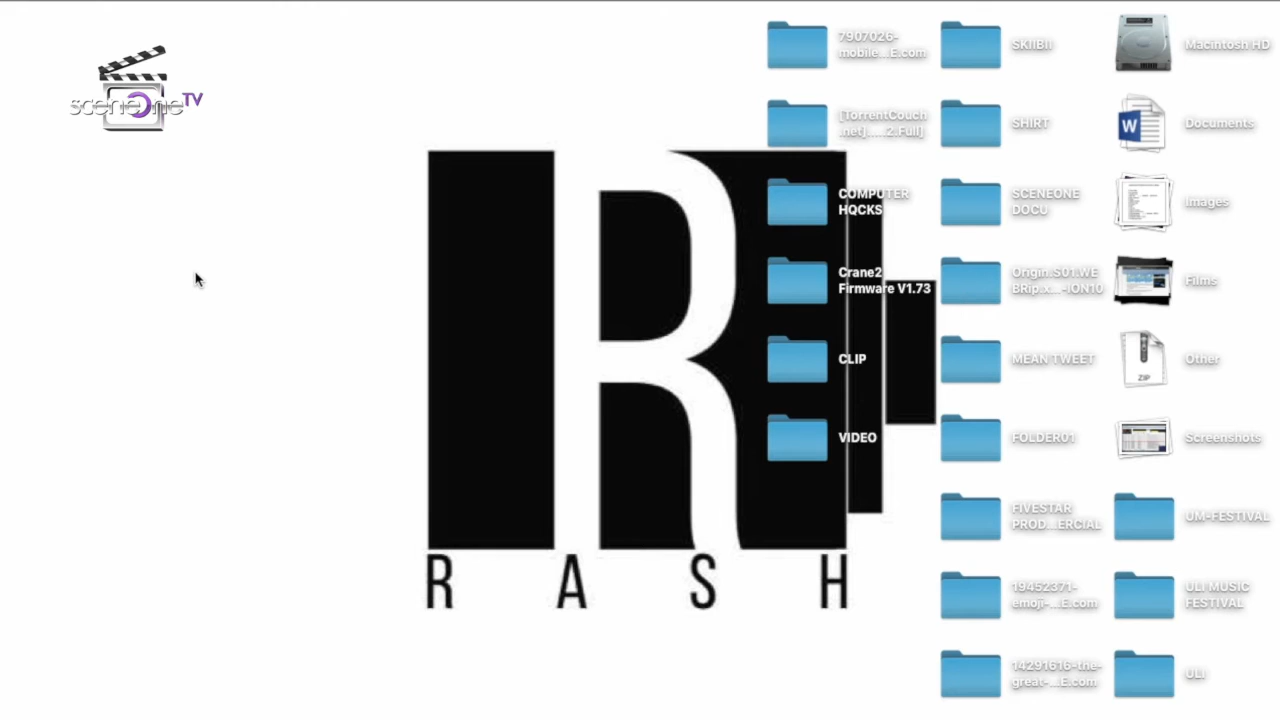 sceneOne TV
7907026-
mobile...E.com
SKIIBII
Macintosh HD
[TorrentCouch
.net]....2.Full]
SHIRT
Documents
COMPUTER
HQCKS
SCENEONE
DOCU
Images
Crane2
Firmware V1.73
Origin.S01.WE
BRip.x...-ION10
Films
CLIP
MEAN TWEET
Other
ZIP
VIDEO
FOLDER01
Screenshots
FIVESTAR
PROD...ERCIAL
UM-FESTIVAL
R A S H
19452371-
emoji-...E.com
ULI MUSIC
FESTIVAL
14291616-the-
great-...E.com
ULI
R
W